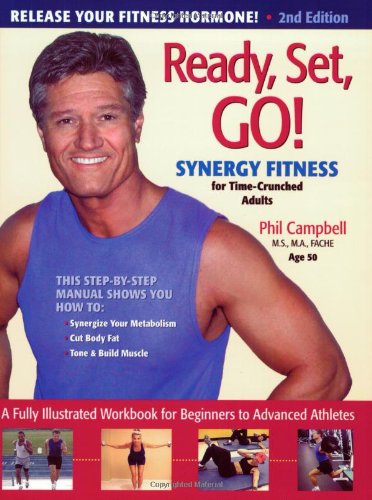 RELEASE YOUR FITNESS HORMONE! • 2nd Edition
Ready, Set,
GO!
SYNERGY FITNESS
for Time-Crunched
Adults
Phil Campbell
M.S., M.A., FACHE
Age 50
THIS STEP-BY-STEP
MANUAL SHOWS YOU
HOW TO:
• Synergize Your Metabolism
• Cut Body Fat
• Tone & Build Muscle
A Fully Illustrated Workbook for Beginners to Advanced Athletes
Copyrighted Material